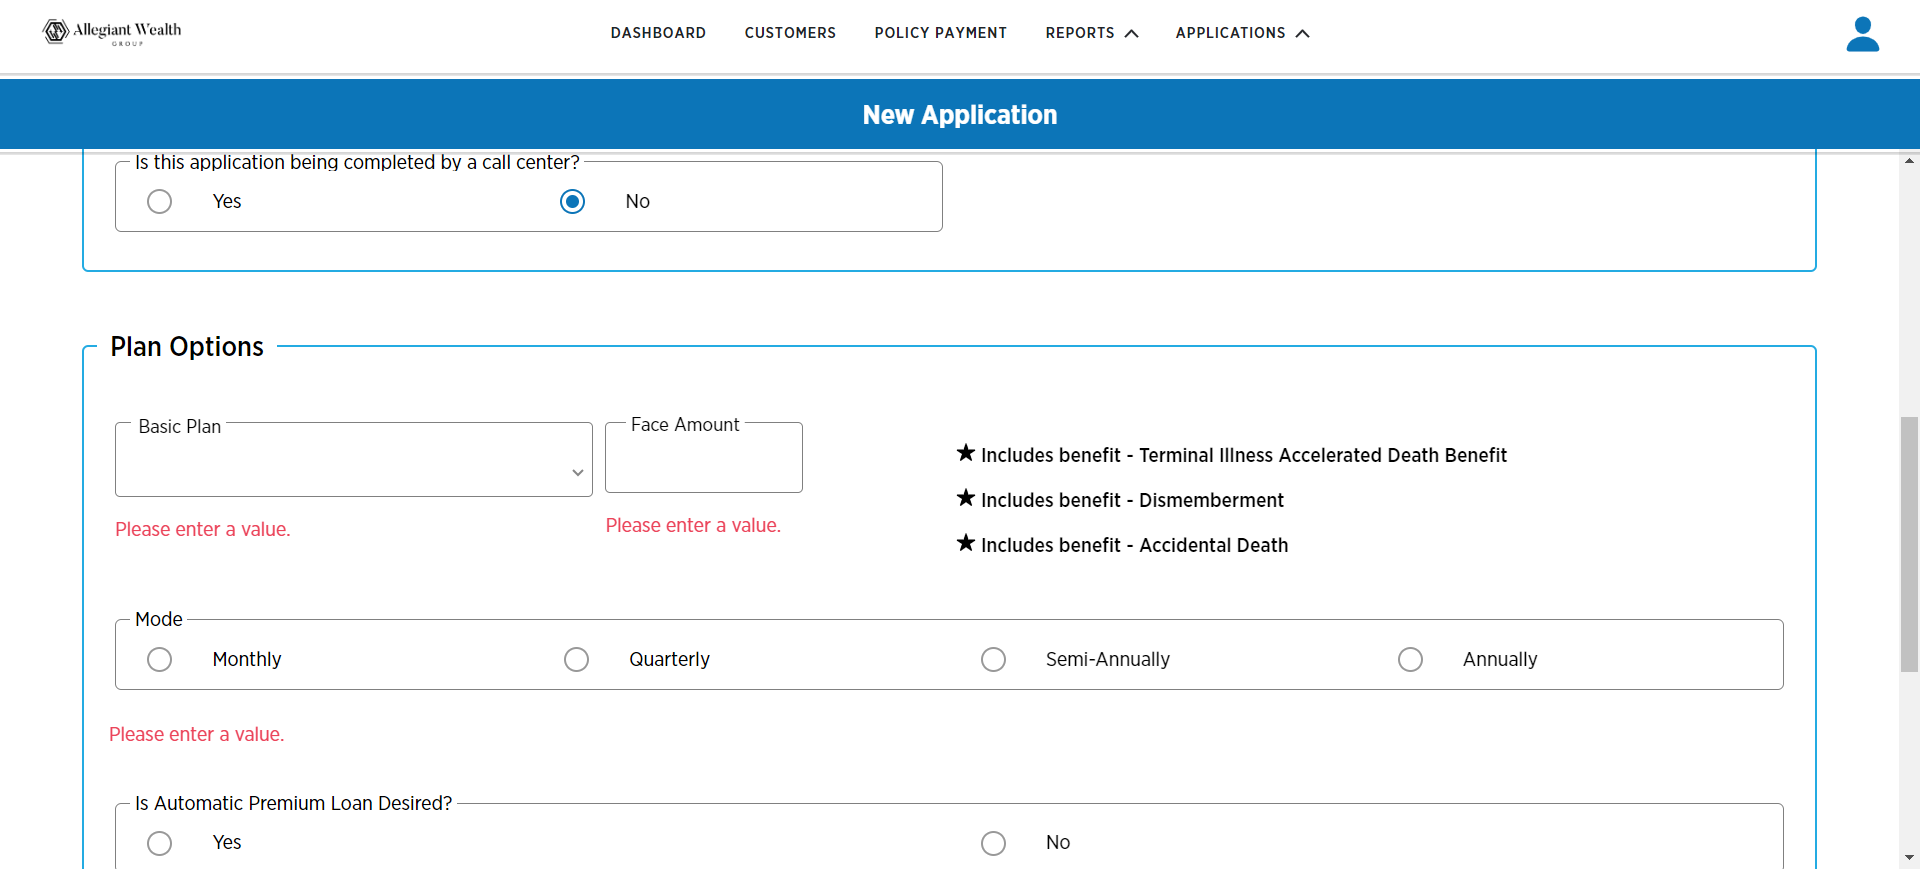 Allegiant Wealth
GROUP
DASHBOARD
CUSTOMERS
POLICY PAYMENT
REPORTS
APPLICATIONS
New Application
Is this application being completed by a call center?
Yes
No
Plan Options
Basic Plan
Face Amount
Please enter a value.
Please enter a value.
★ Includes benefit - Terminal Illness Accelerated Death Benefit
★ Includes benefit - Dismemberment
★ Includes benefit - Accidental Death
Mode
Monthly
Quarterly
Semi-Annually
Annually
Please enter a value.
Is Automatic Premium Loan Desired?
Yes
No